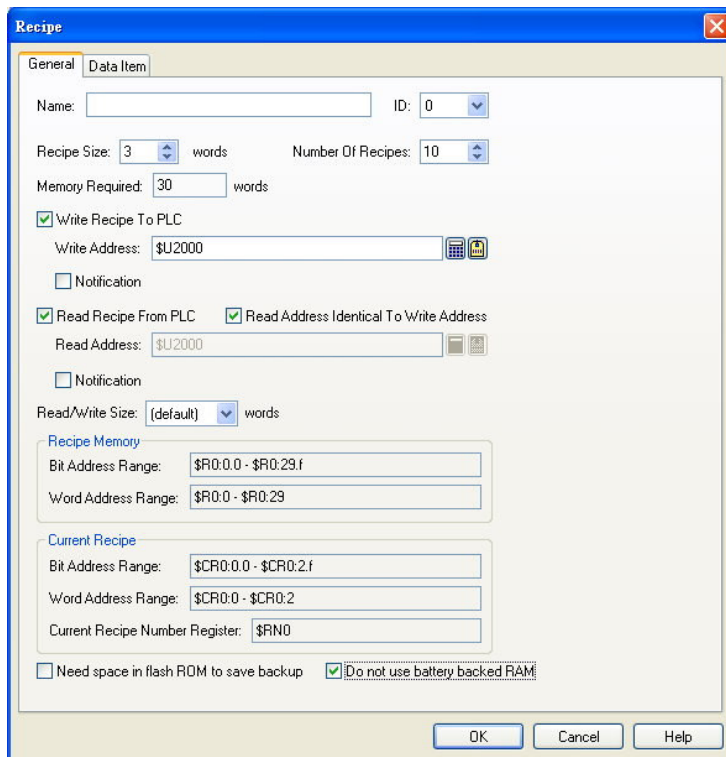 Recipe
General Data Item
Name: ID: 0
Recipe Size: 3 words Number Of Recipes: 10
Memory Required: 30 words
Write Recipe To PLC
Write Address: $U2000
Notification
Read Recipe From PLC Read Address Identical To Write Address
Read Address: $U2000
Notification
Read/Write Size: (default) words
Recipe Memory
Bit Address Range: $R0:0.0 - $R0:29.f
Word Address Range: $R0:0 - $R0:29
Current Recipe
Bit Address Range: $CR0:0.0 - $CR0:2.f
Word Address Range: $CR0:0 - $CR0:2
Current Recipe Number Register: $RN0
Need space in flash ROM to save backup Do not use battery backed RAM
OK Cancel Help